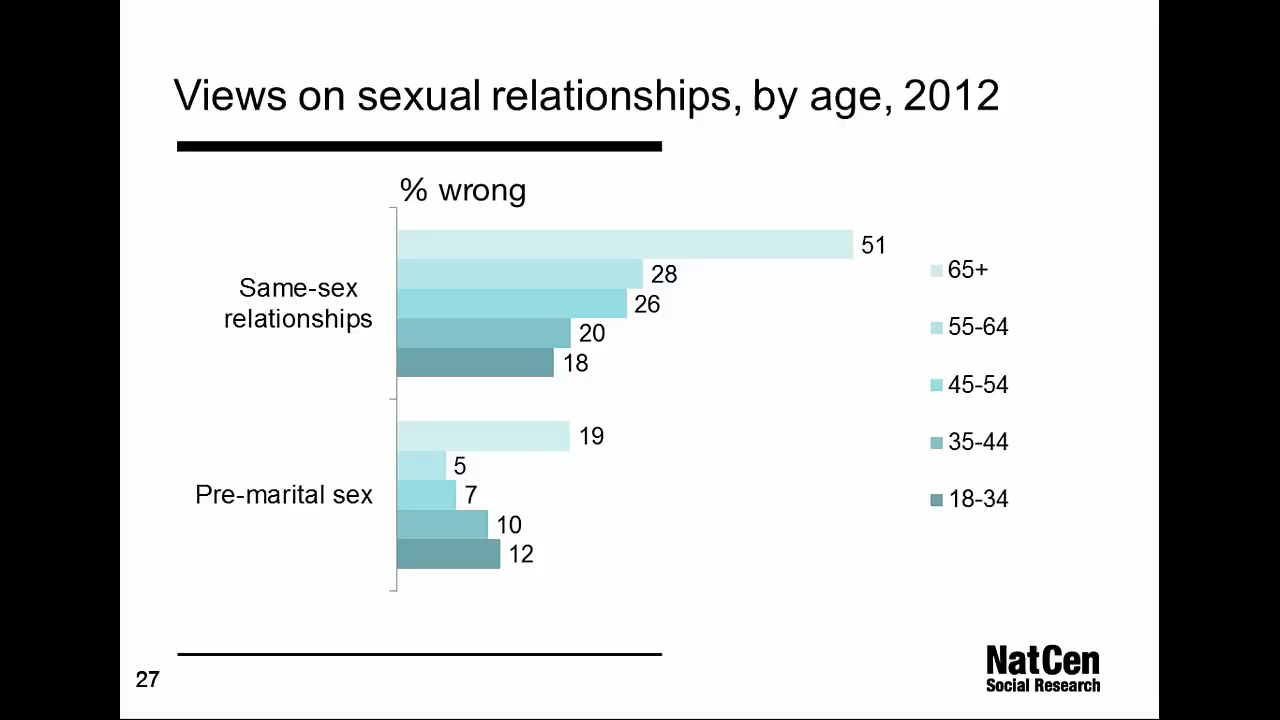 Views on sexual relationships, by age, 2012
% wrong
Same-sex
relationships
51
28
26
20
18
Pre-marital sex
19
5
7
10
12
65+
55-64
45-54
35-44
18-34
27
NatCen
Social Research